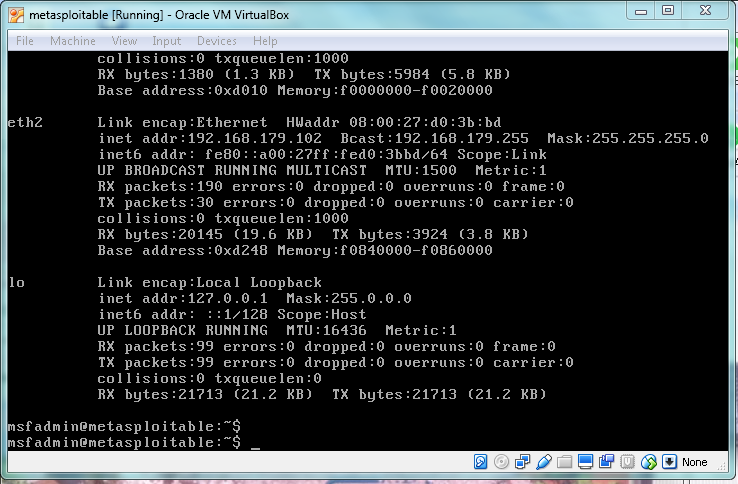 metasploitable [Running] - Oracle VM VirtualBox
File Machine View Input Devices Help
collisions:0 txqueuelen:1000
RX bytes:1380 (1.3 KB) TX bytes:5984 (5.8 KB)
Base address:0xd010 Memory:f0000000-f0020000
eth2 Link encap:Ethernet HWaddr 08:00:27:d0:3b:bd
inet addr:192.168.179.102 Bcast:192.168.179.255 Mask:255.255.255.0
inet6 addr: fe80::a00:27ff:fed0:3bbd/64 Scope:Link
UP BROADCAST RUNNING MULTICAST MTU:1500 Metric:1
RX packets:190 errors:0 dropped:0 overruns:0 frame:0
TX packets:30 errors:0 dropped:0 overruns:0 carrier:0
collisions:0 txqueuelen:1000
RX bytes:20145 (19.6 KB) TX bytes:3924 (3.8 KB)
Base address:0xd248 Memory:f0840000-f0860000
lo Link encap:Local Loopback
inet addr:127.0.0.1 Mask:255.0.0.0
inet6 addr: ::1/128 Scope:Host
UP LOOPBACK RUNNING MTU:16436 Metric:1
RX packets:99 errors:0 dropped:0 overruns:0 frame:0
TX packets:99 errors:0 dropped:0 overruns:0 carrier:0
collisions:0 txqueuelen:0
RX bytes:21713 (21.2 KB) TX bytes:21713 (21.2 KB)
msfadmin@metasploitable:~$
msfadmin@metasploitable:~$ _
None